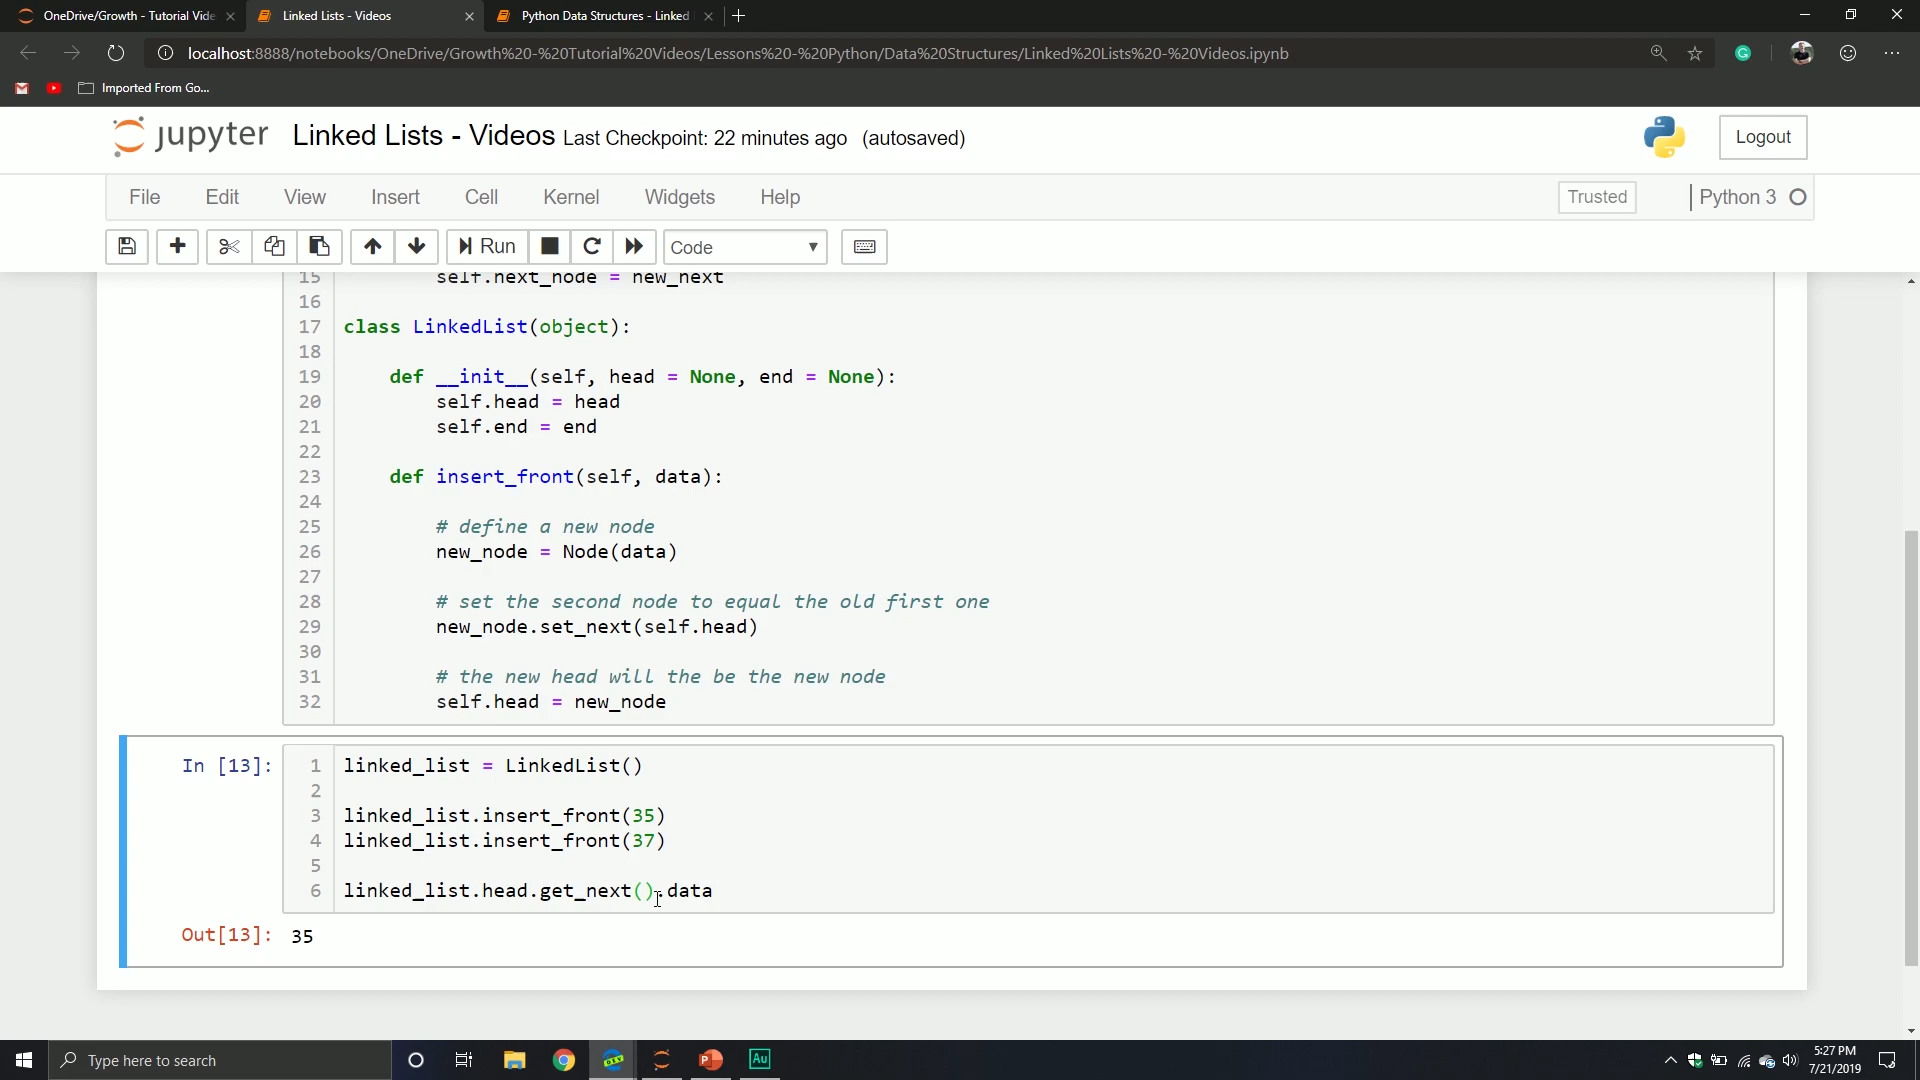 OneDrive/Growth - Tutorial Vide
Linked Lists - Videos
Python Data Structures - Linked
localhost:8888/notebooks/OneDrive/Growth%20-%20Tutorial%20Videos/Lessons%20-%20Python/Data%20Structures/Linked%20Lists%20-%20Videos.ipynb
Imported From Go...
jupyter Linked Lists - Videos Last Checkpoint: 22 minutes ago (autosaved)
Logout
File Edit View Insert Cell Kernel Widgets Help Trusted Python 3
Run Code
15 self.next_node = new_next
16
17 class LinkedList(object):
18
19 def __init__(self, head = None, end = None):
20 self.head = head
21 self.end = end
22
23 def insert_front(self, data):
24
25 # define a new node
26 new_node = Node(data)
27
28 # set the second node to equal the old first one
29 new_node.set_next(self.head)
30
31 # the new head will the be the new node
32 self.head = new_node
In [13]: 1 linked_list = LinkedList()
2
3 linked_list.insert_front(35)
4 linked_list.insert_front(37)
5
6 linked_list.head.get_next().data
Out[13]: 35
Type here to search
DEV
Au
5:27 PM
7/21/2019